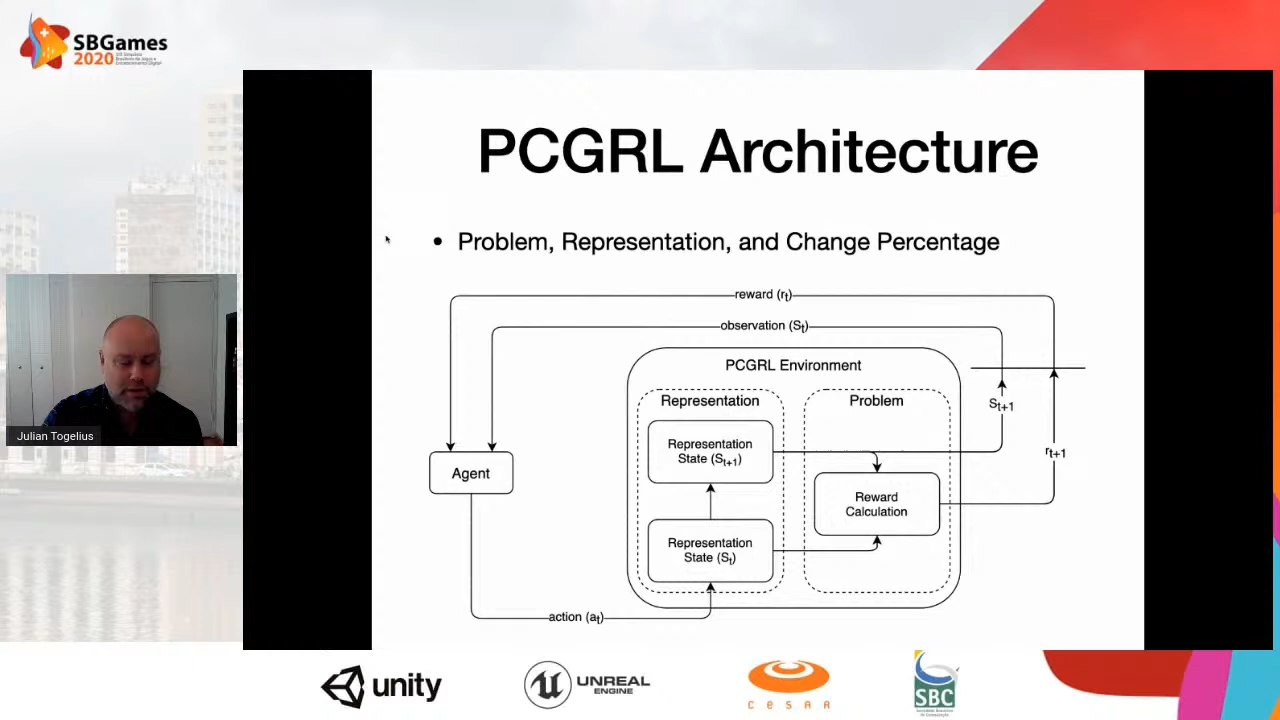 SBGames
2020
PCGRL Architecture
• Problem, Representation, and Change Percentage
reward (rt)
observation (St)
PCGRL Environment
Representation
Problem
Representation
State (St+1)
St+1
rt+1
Agent
Reward
Calculation
Representation
State (St)
action (at)
Julian Togelius
unity
UNREAL
ENGINE
CESAR
SBC